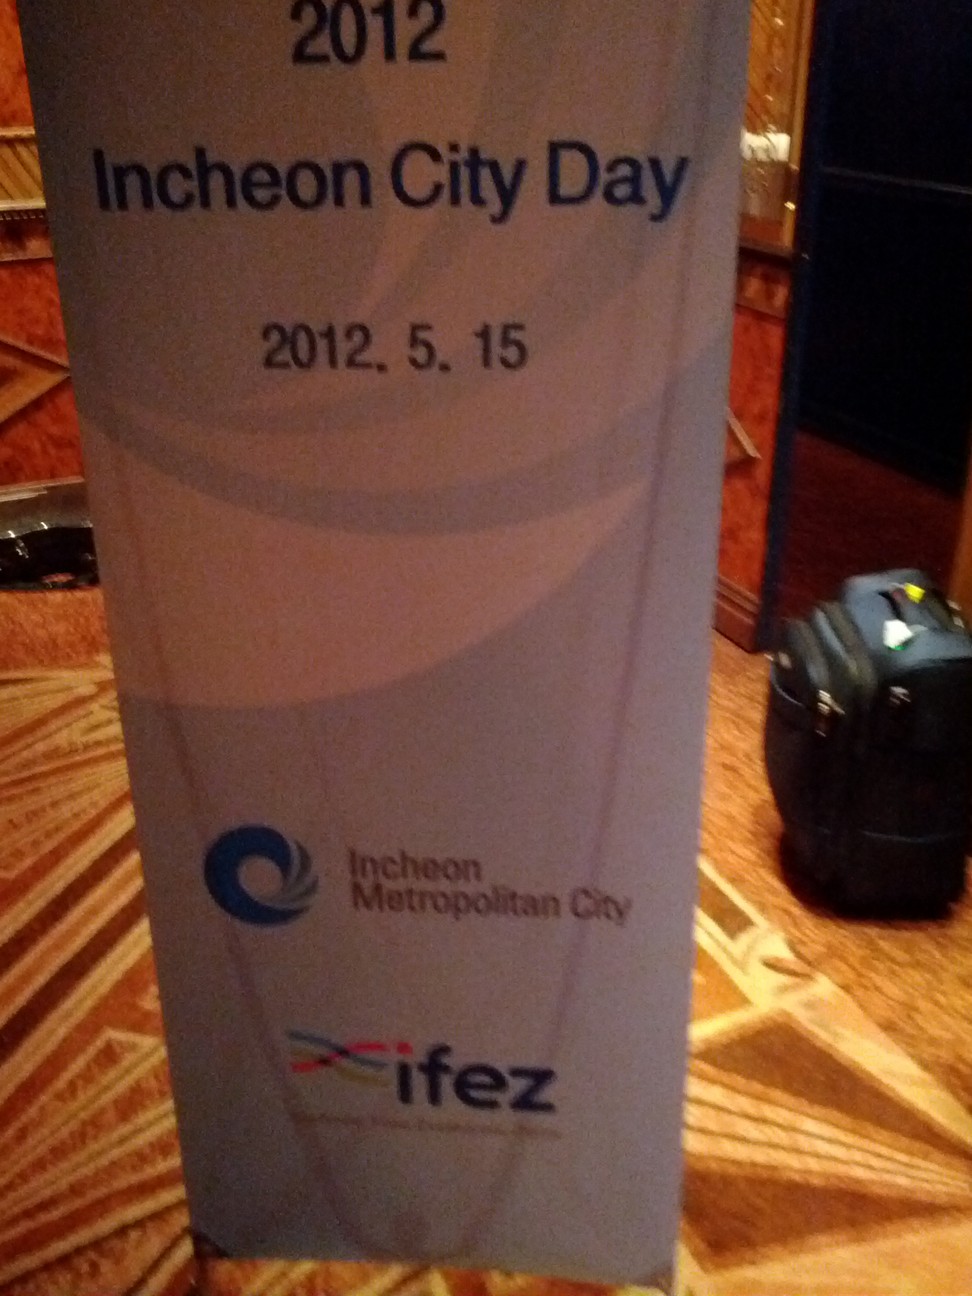 2012
Incheon City Day
2012. 5. 15
Incheon
Metropolitan City
ifez